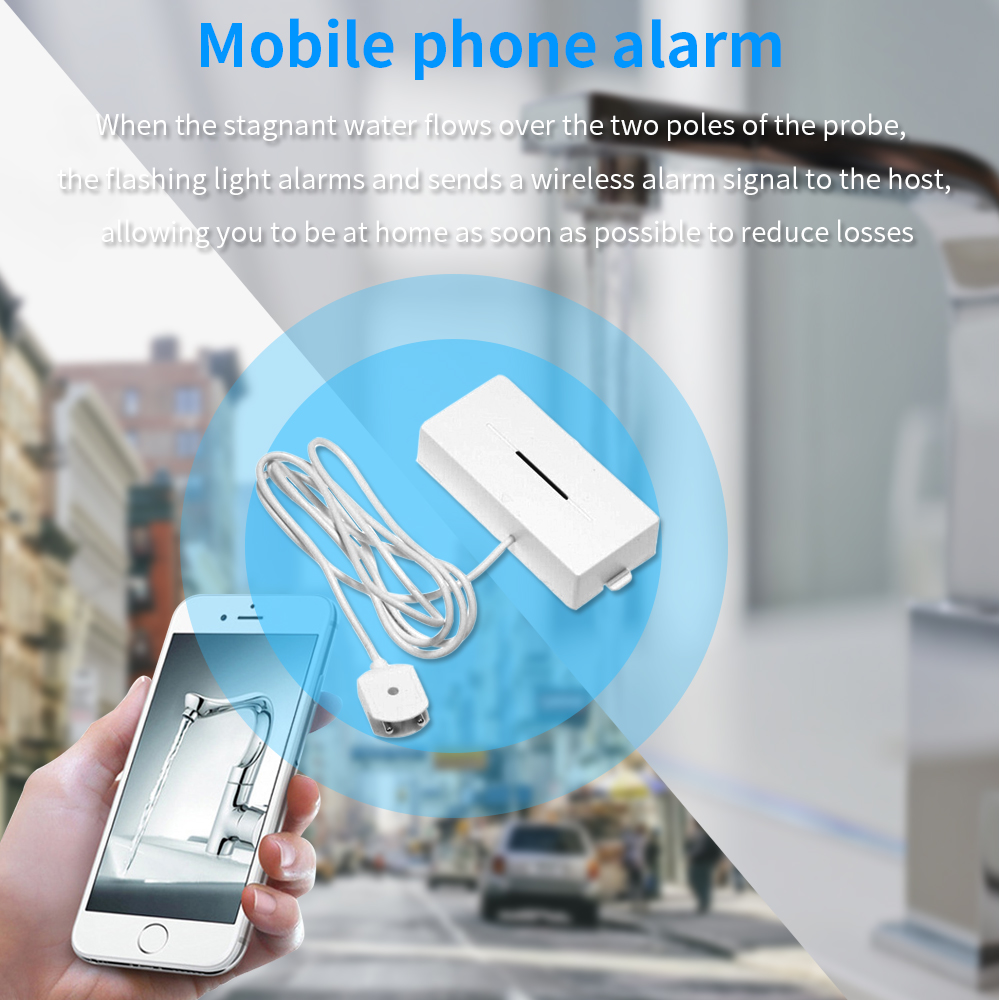 Mobile phone alarm
When the stagnant water flows over the two poles of the probe,
the flashing light alarms and sends a wireless alarm signal to the host,
allowing you to be at home as soon as possible to reduce losses